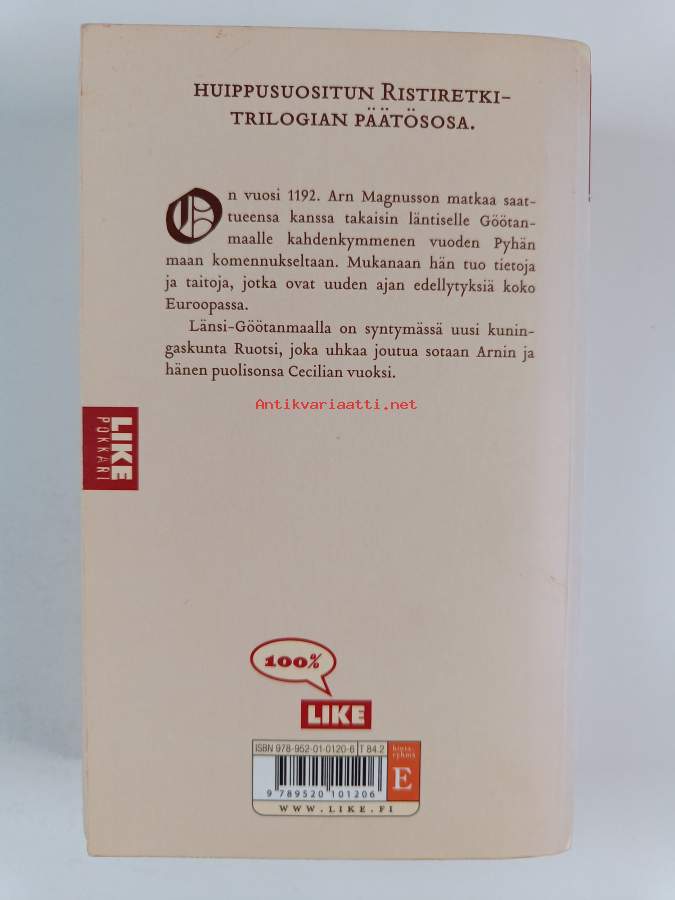 HUIPPUSUOSITUN RISTIRETKI-
TRILOGIAN PÄÄTÖSOSA.
On vuosi 1192. Arn Magnusson matkaa saat-
tueensa kanssa takaisin läntiselle Göötan-
maalle kahdenkymmenen vuoden Pyhän
maan komennukseltaan. Mukanaan hän tuo tietoja
ja taitoja, jotka ovat uuden ajan edellytyksiä koko
Euroopassa.
Länsi-Göötanmaalla on syntymässä uusi kunin-
gaskunta Ruotsi, joka uhkaa joutua sotaan Arnin ja
hänen puolisonsa Cecilian vuoksi.
Antikvariaatti.net
LIKE
POKKARI
100%
LIKE
ISBN 978-952-01-0120-6 T 84.2
hinta-
ryhmä
E
9 789520 101206
WWW.LIKE.FI